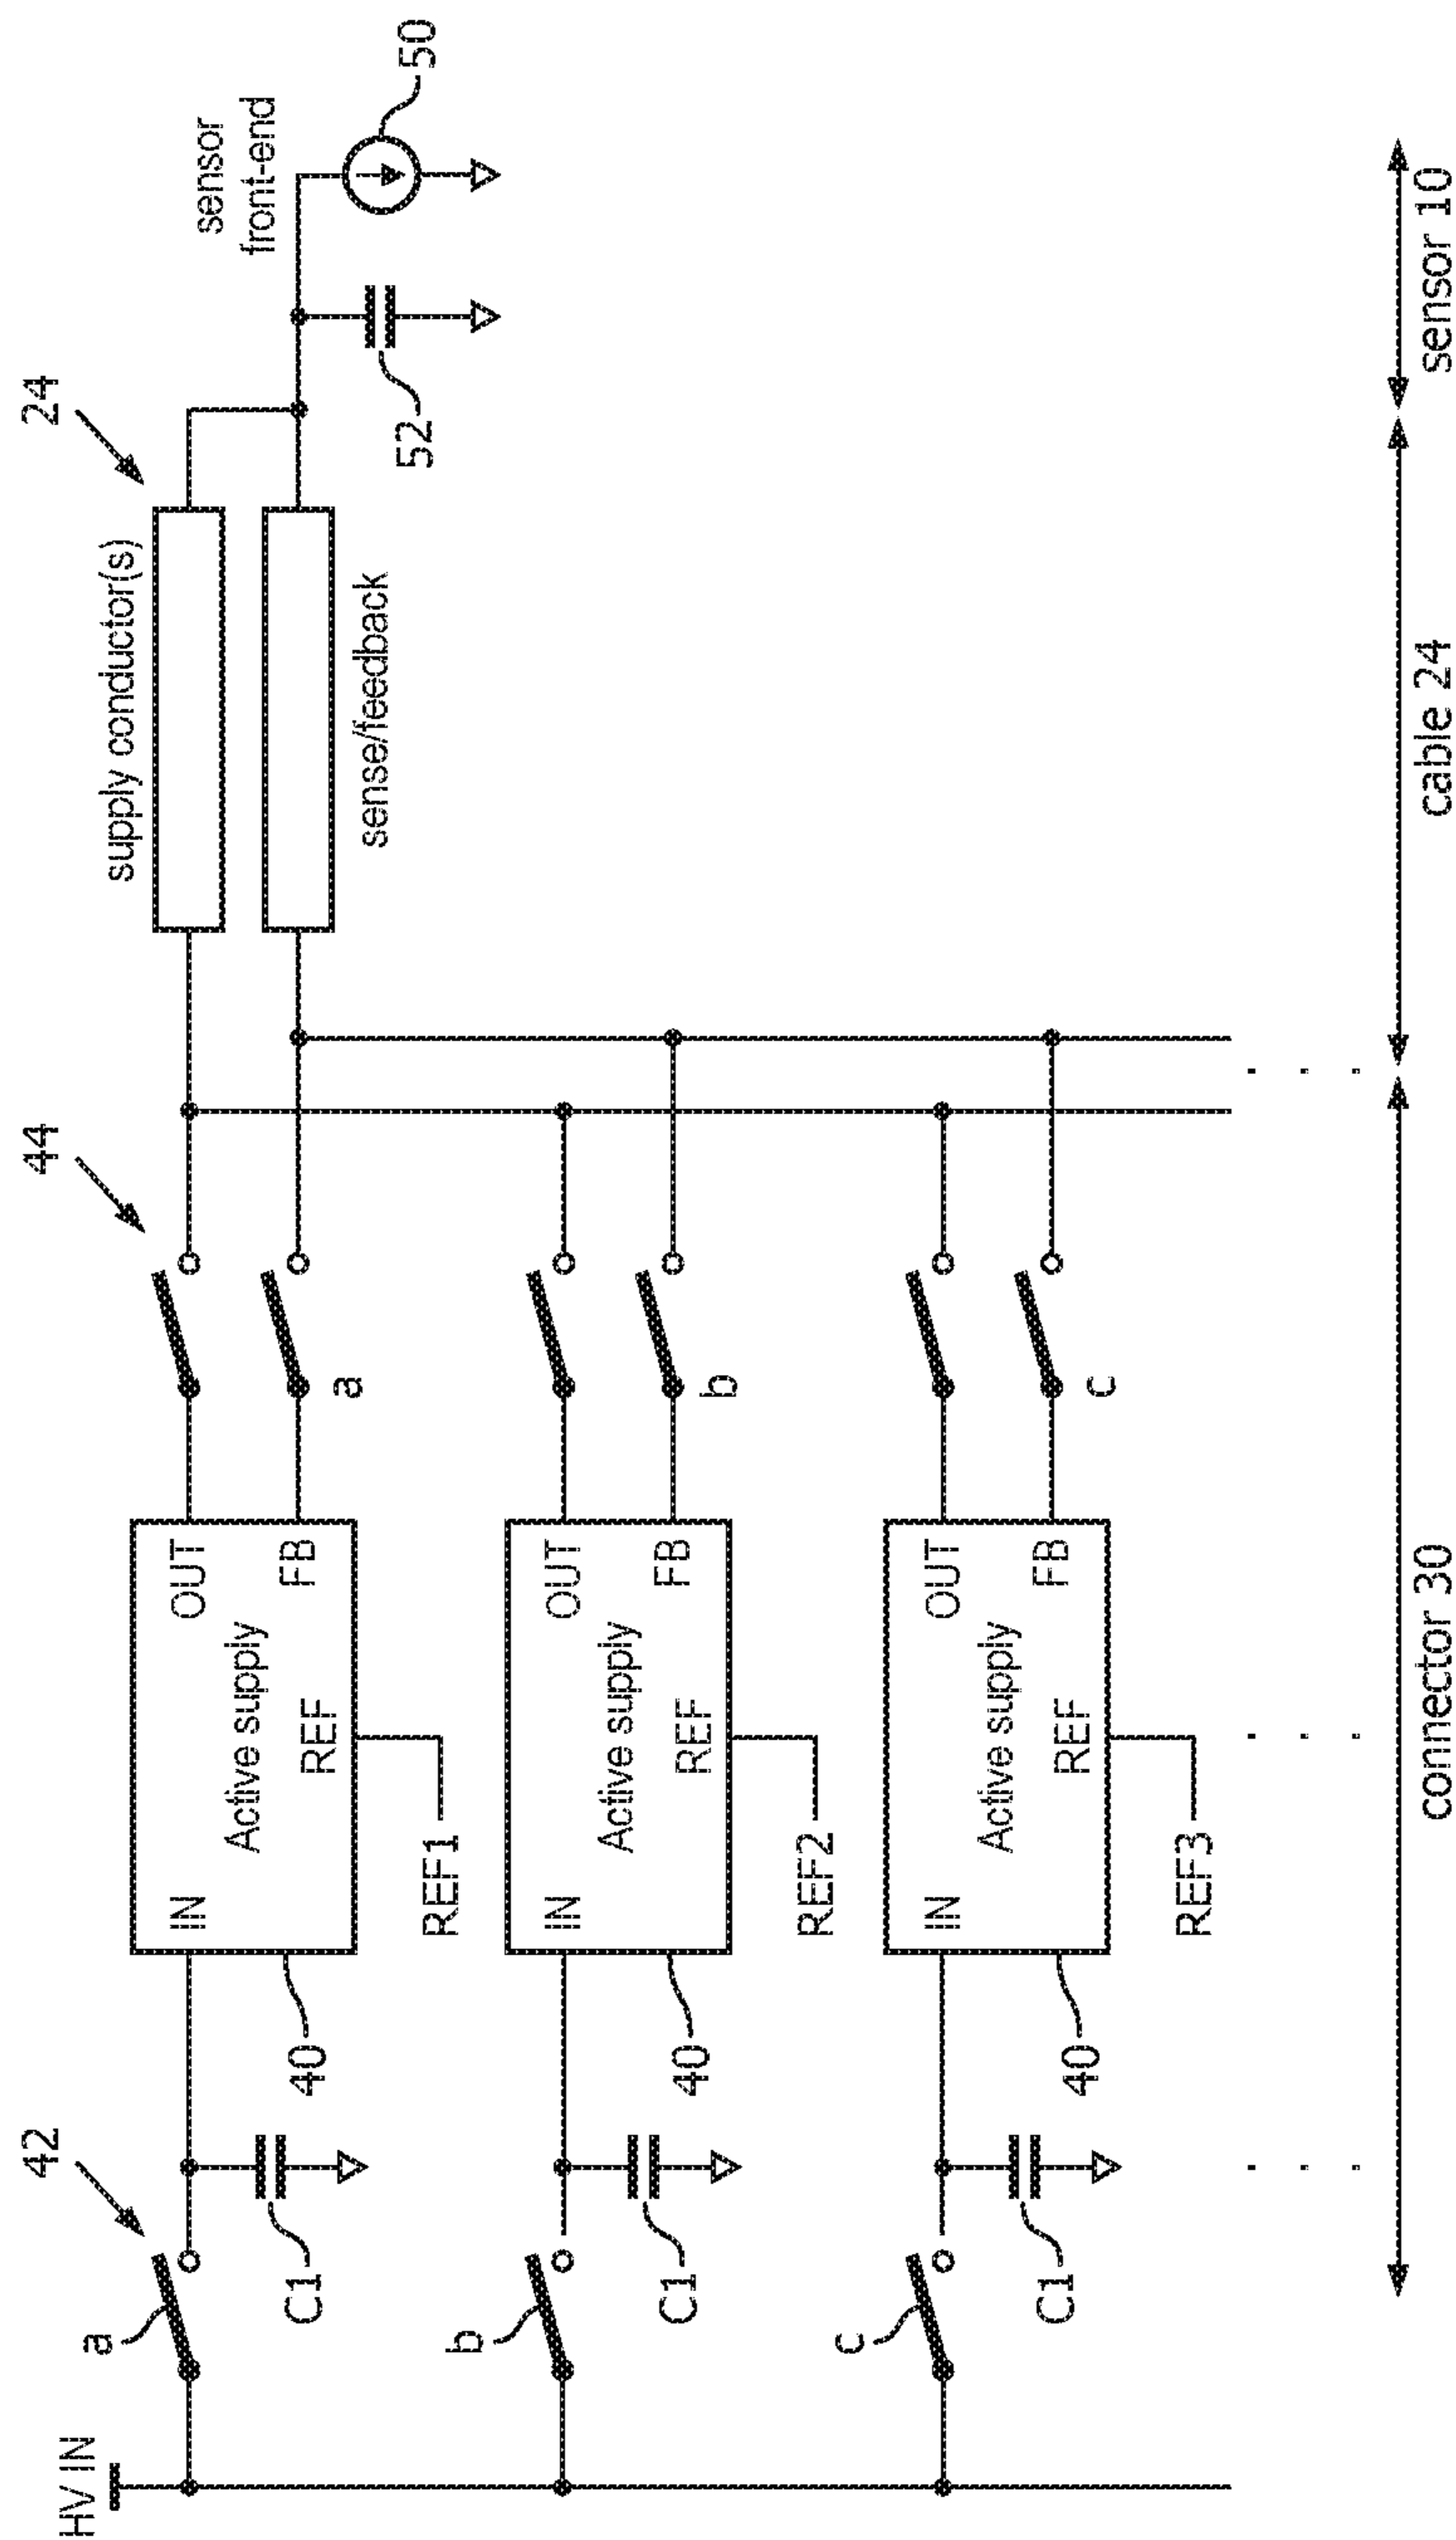 HV IN
42
44
24
a
supply conductor(s)
sensor
front-end
50
C1
40
IN
OUT
Active supply
REF
FB
REF1
a
sense/feedback
52
b
C1
40
IN
OUT
Active supply
REF
FB
REF2
b
c
C1
40
IN
OUT
Active supply
REF
FB
REF3
c
. . . .
. . . .
. . . .
connector 30
cable 24
sensor 10